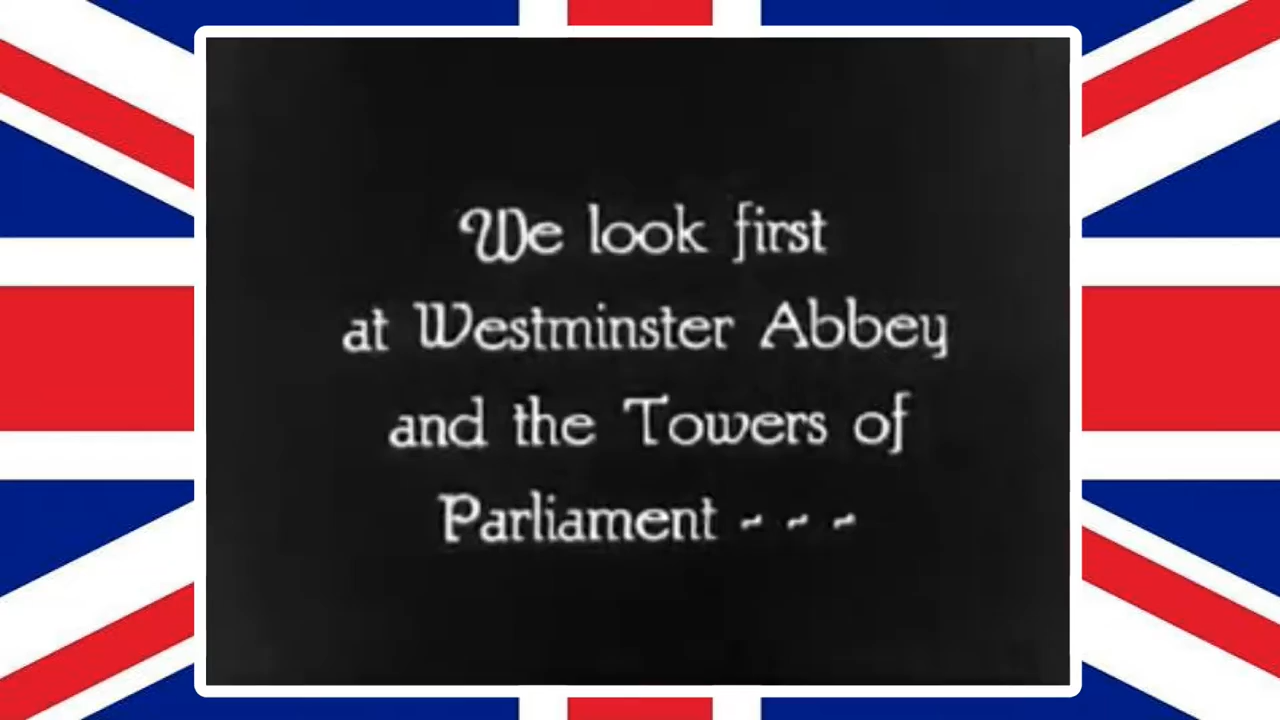 We look first
at Westminster Abbey
and the Towers of
Parliament - - -